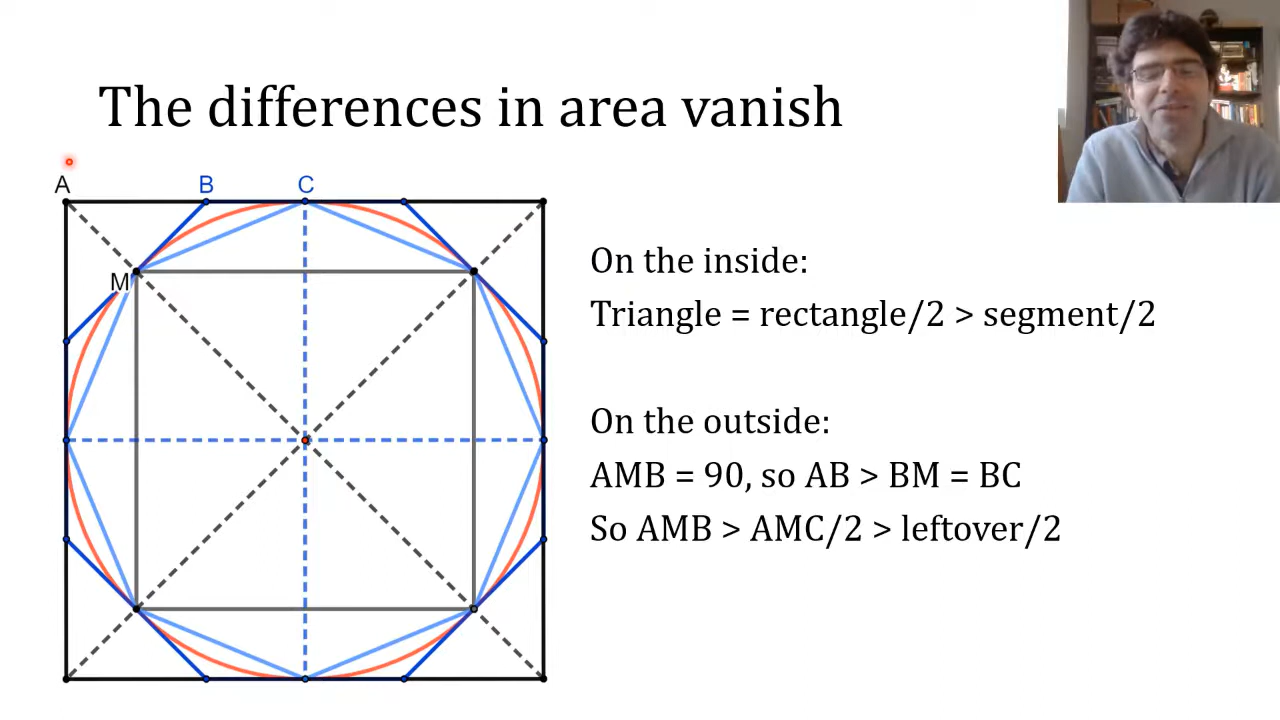 The differences in area vanish
A B C
M
On the inside:
Triangle = rectangle/2 > segment/2
On the outside:
AMB = 90, so AB > BM = BC
So AMB > AMC/2 > leftover/2